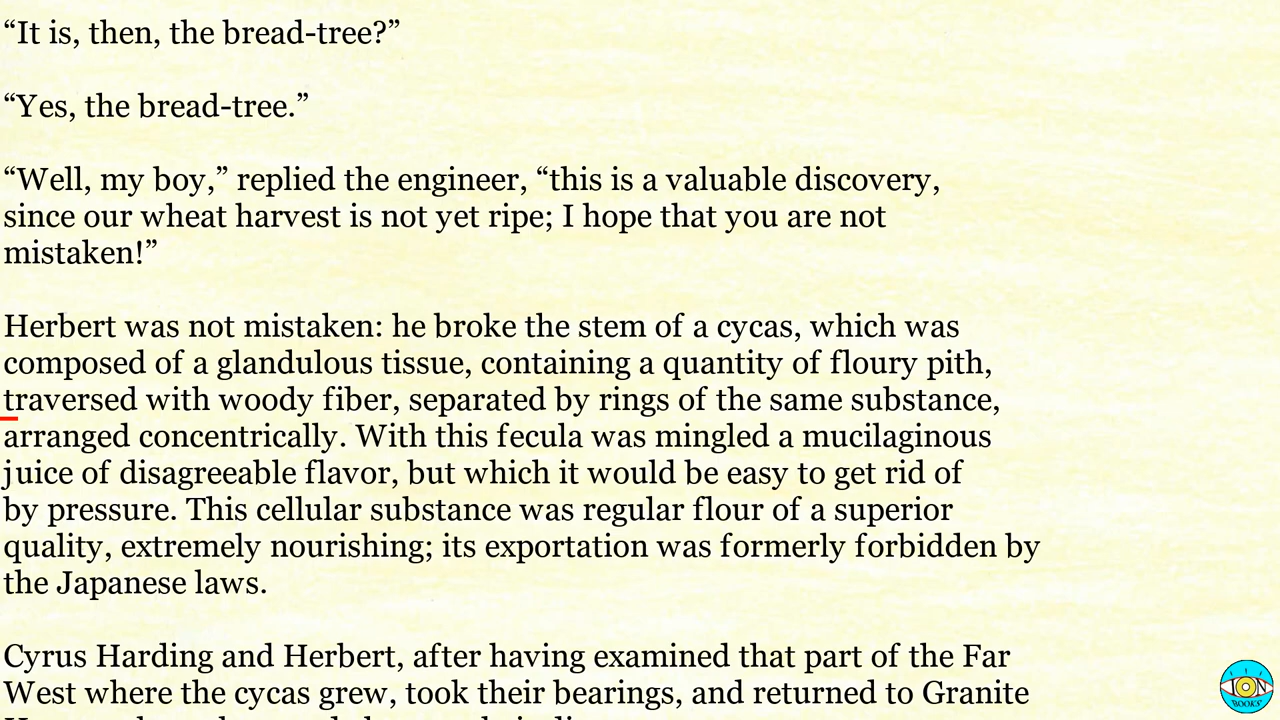 “It is, then, the bread-tree?”
“Yes, the bread-tree.”
“Well, my boy,” replied the engineer, “this is a valuable discovery,
since our wheat harvest is not yet ripe; I hope that you are not
mistaken!”
Herbert was not mistaken: he broke the stem of a cycas, which was
composed of a glandulous tissue, containing a quantity of floury pith,
traversed with woody fiber, separated by rings of the same substance,
arranged concentrically. With this fecula was mingled a mucilaginous
juice of disagreeable flavor, but which it would be easy to get rid of
by pressure. This cellular substance was regular flour of a superior
quality, extremely nourishing; its exportation was formerly forbidden by
the Japanese laws.
Cyrus Harding and Herbert, after having examined that part of the Far
West where the cycas grew, took their bearings, and returned to Granite
ION
BOOKS